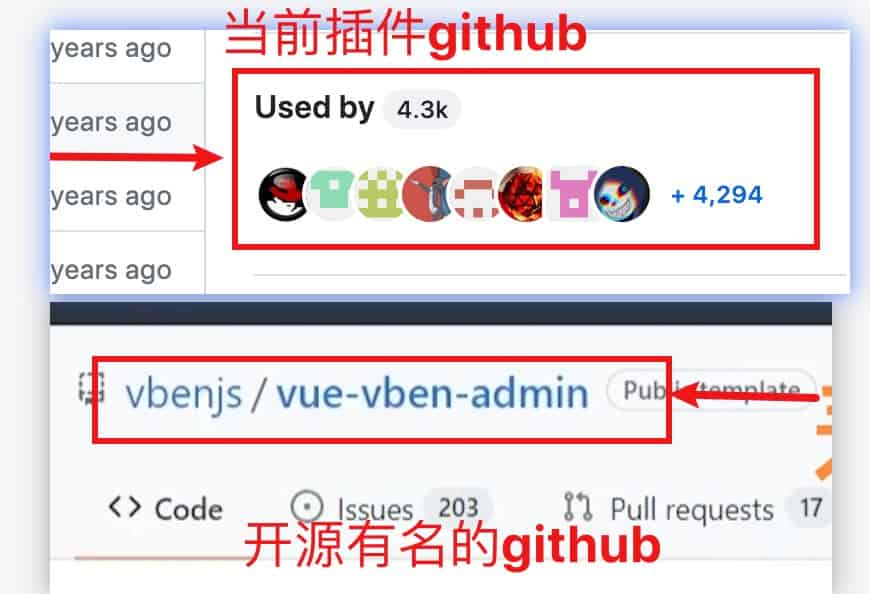 当前插件github
years ago
Used by 4.3k
years ago
years ago
+ 4,294
years ago
vbenjs / vue-vben-admin
template
Code
Issues 203
Pull requests 17
开源有名的github